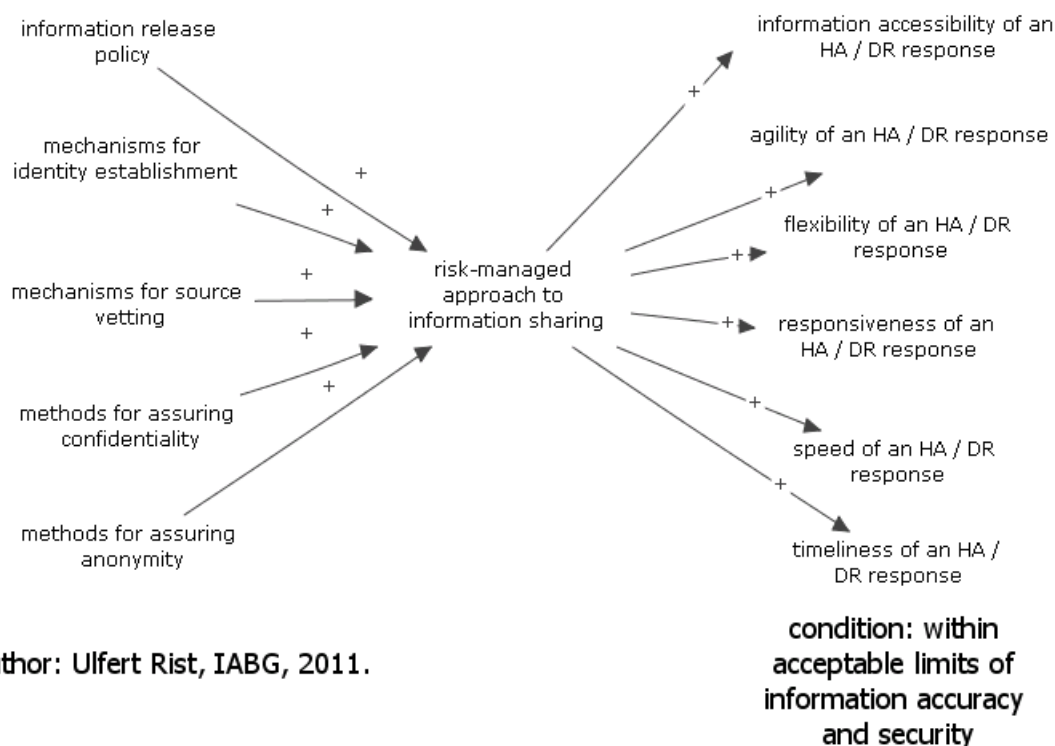 information release
policy
mechanisms for
identity establishment
mechanisms for source
vetting
methods for assuring
confidentiality
methods for assuring
anonymity
+
+
+
+
+
risk-managed
approach to
information sharing
+
+
+
+
+
+
information accessibility of an
HA / DR response
agility of an HA / DR response
flexibility of an HA / DR
response
responsiveness of an
HA / DR response
speed of an HA / DR
response
timeliness of an HA /
DR response
thor: Ulfert Rist, IABG, 2011.
condition: within
acceptable limits of
information accuracy
and security